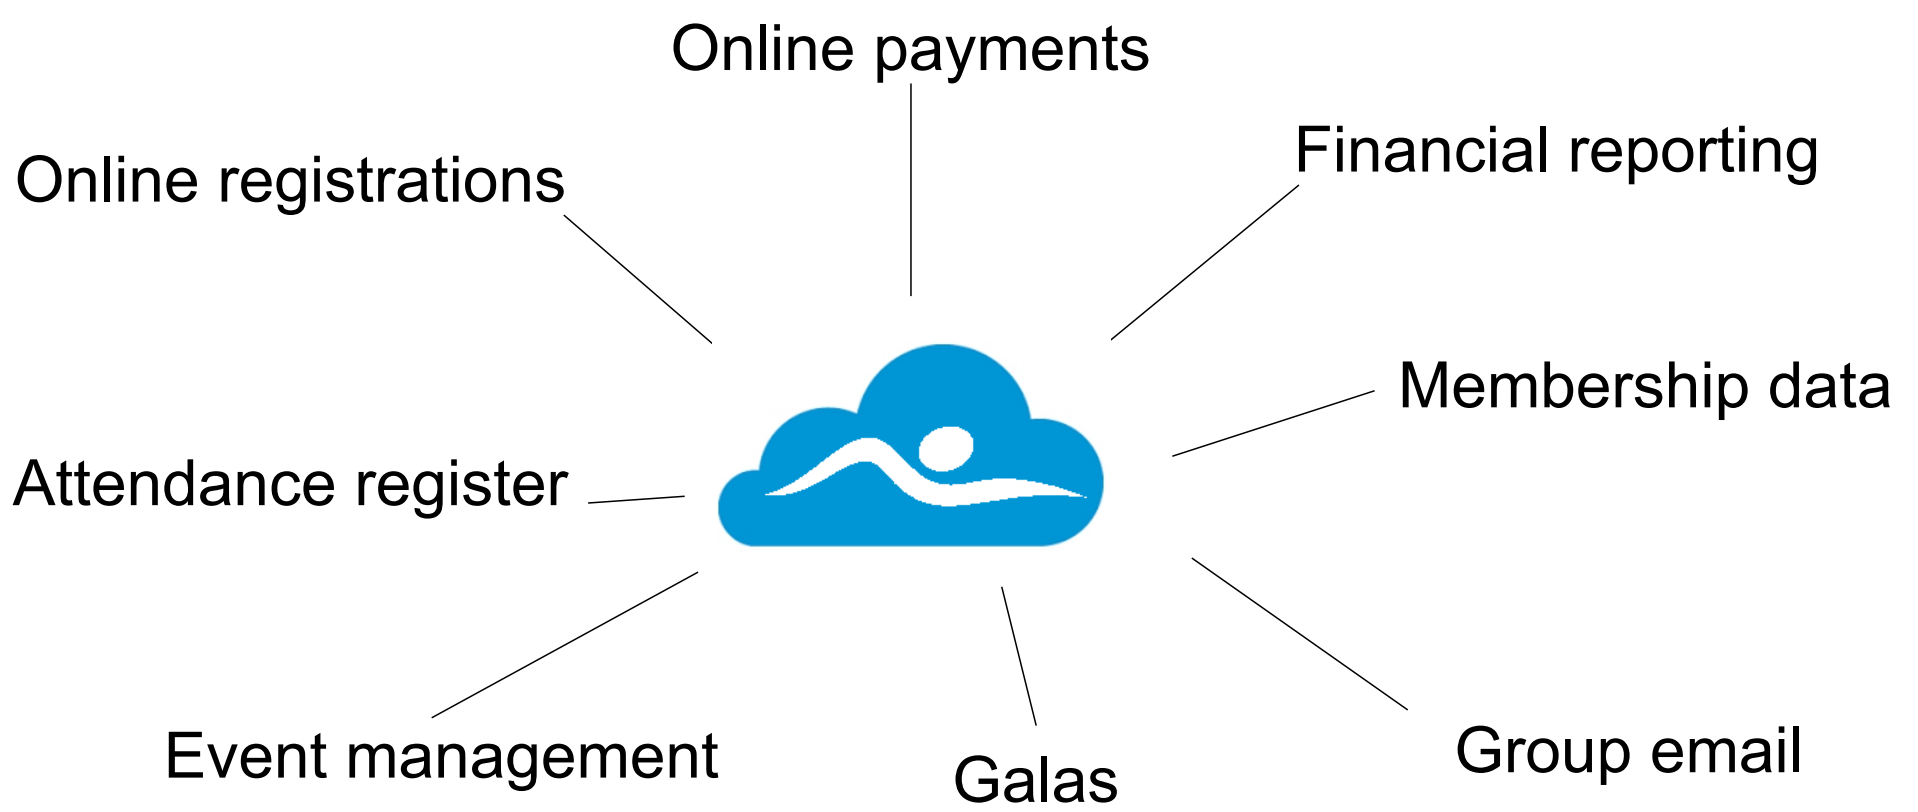 Online payments
Financial reporting
Online registrations
Membership data
Attendance register
Event management
Galas
Group email